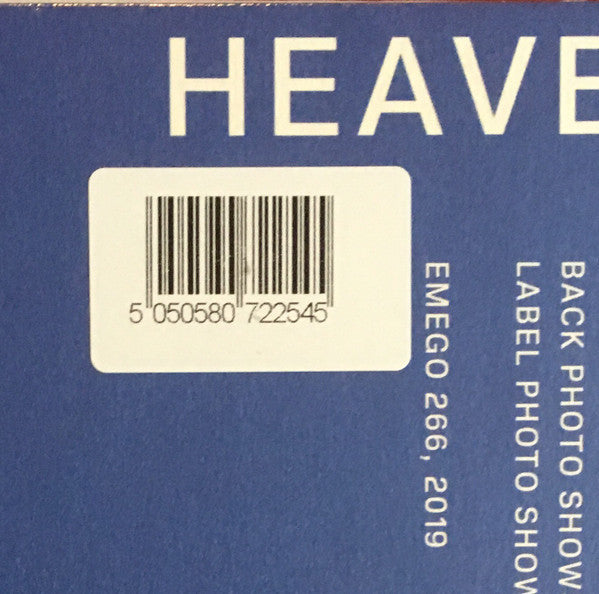 HEAVE
5 050580 722545
BACK PHOTO SHOW
LABEL PHOTO SHOW
EMEGO 266, 2019